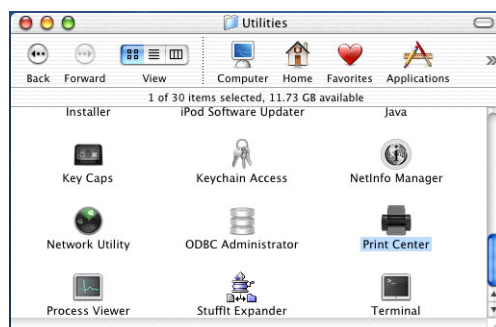 Utilities
Back Forward View Computer Home Favorites Applications
1 of 30 items selected, 11.73 GB available
Installer iPod Software Updater Java
Key Caps Keychain Access NetInfo Manager
Network Utility ODBC Administrator Print Center
Process Viewer StuffIt Expander Terminal